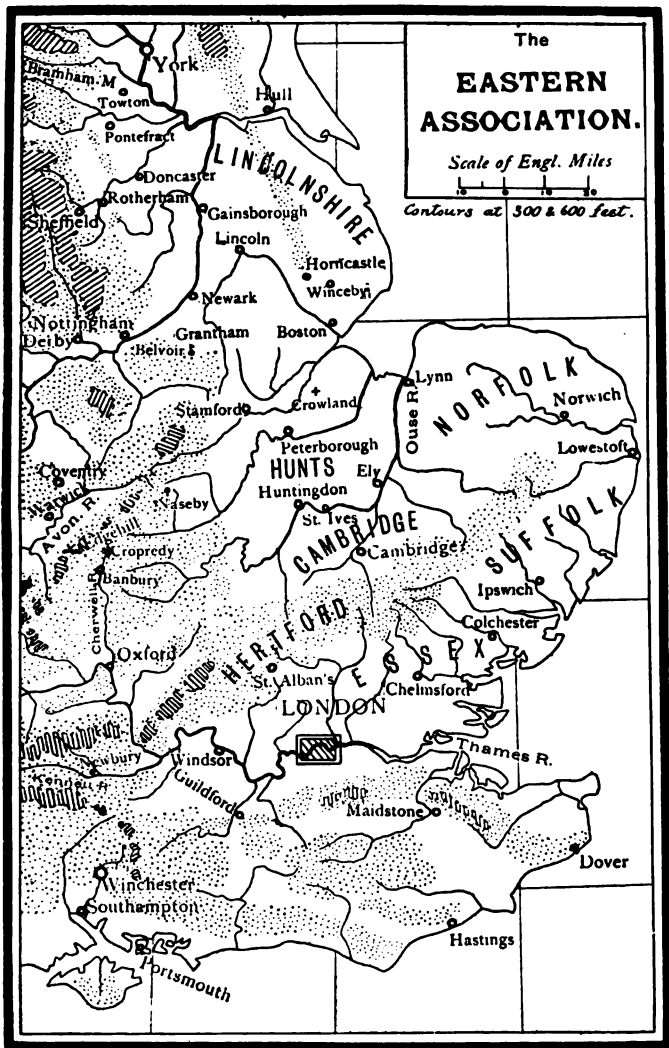 The
EASTERN
ASSOCIATION.
Scale of Engl. Miles
Contours at 300 & 600 feet.
York
Bramham M
Towton
Hull
Pontefract
LINCOLNSHIRE
Doncaster
Rotherham
Sheffield
Gainsborough
Lincoln
Horncastle
Winceby
Newark
Nottingham
Derby
Grantham
Boston
Belvoir
Lynn
NORFOLK
Stamford
Crowland
Ouse R.
Norwich
Peterborough
Lowestoft
HUNTS
Ely
Coventry
Huntingdon
Warwick
Naseby
St. Ives
Avon. R.
CAMBRIDGE
SUFFOLK
Edgehill
Cropredy
Cambridge
Banbury
Ipswich
Cherwell R.
HERTFORD
Colchester
Oxford
ESSEX
St. Alban's
Chelmsford
LONDON
Thames R.
Newbury
Windsor
Kennett R
Guildford
Maidstone
Dover
Winchester
Southampton
Hastings
Portsmouth